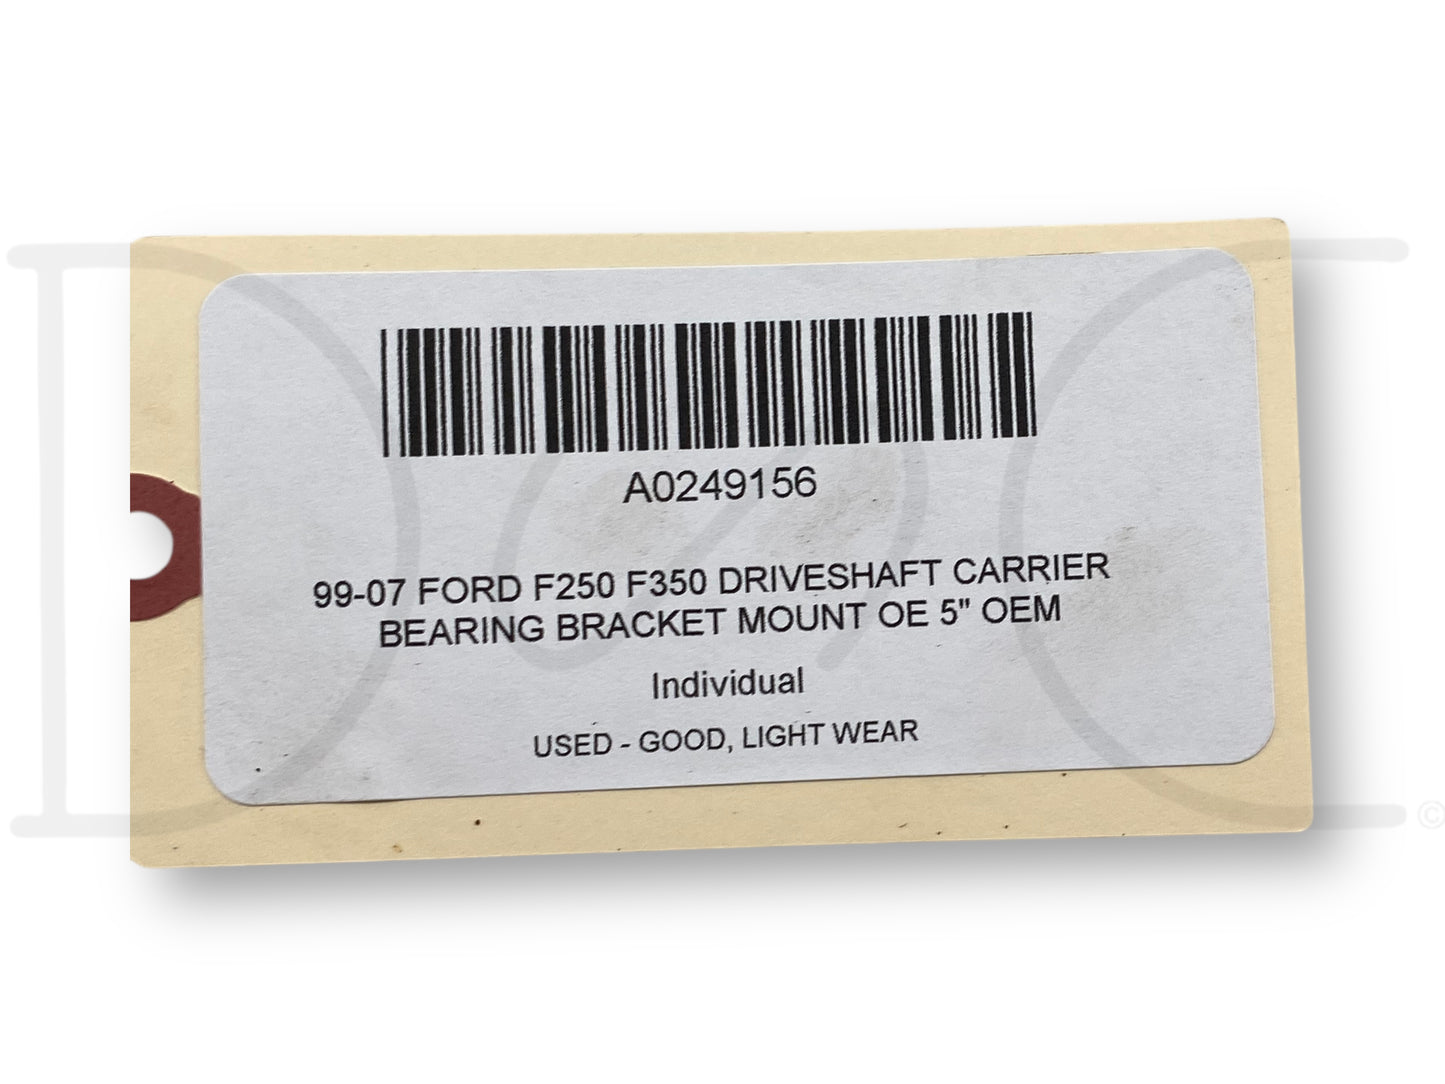 A0249156
99-07 FORD F250 F350 DRIVESHAFT CARRIER
BEARING BRACKET MOUNT OE 5" OEM
Individual
USED - GOOD, LIGHT WEAR
©